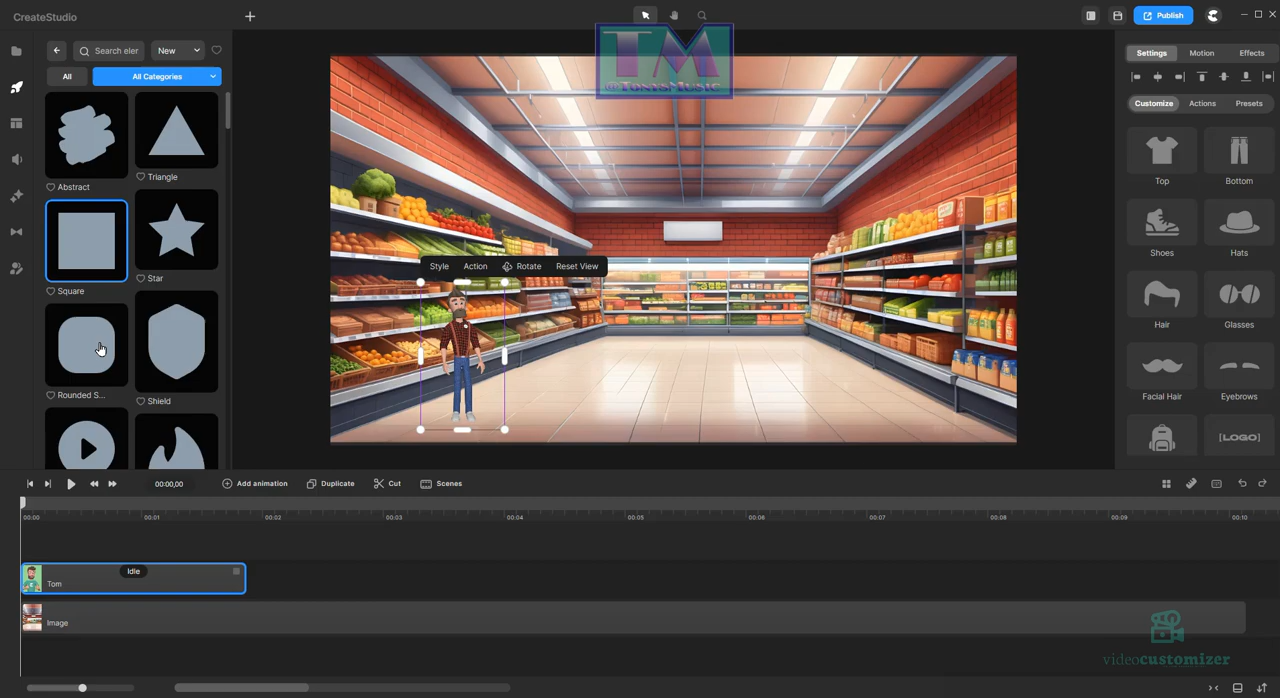 CreateStudio
Publish
Search eler
New
All
All Categories
Abstract
Triangle
Square
Star
Rounded S...
Shield
TM
@TonysMusic
Style
Action
Rotate
Reset View
Settings
Motion
Effects
Customize
Actions
Presets
Top
Bottom
Shoes
Hats
Hair
Glasses
Facial Hair
Eyebrows
[LOGO]
00:00,00
Add animation
Duplicate
Cut
Scenes
00:00
00:01
00:02
00:03
00:04
00:05
00:06
00:07
00:08
00:09
00:10
Idle
Tom
Image
videocustomizer